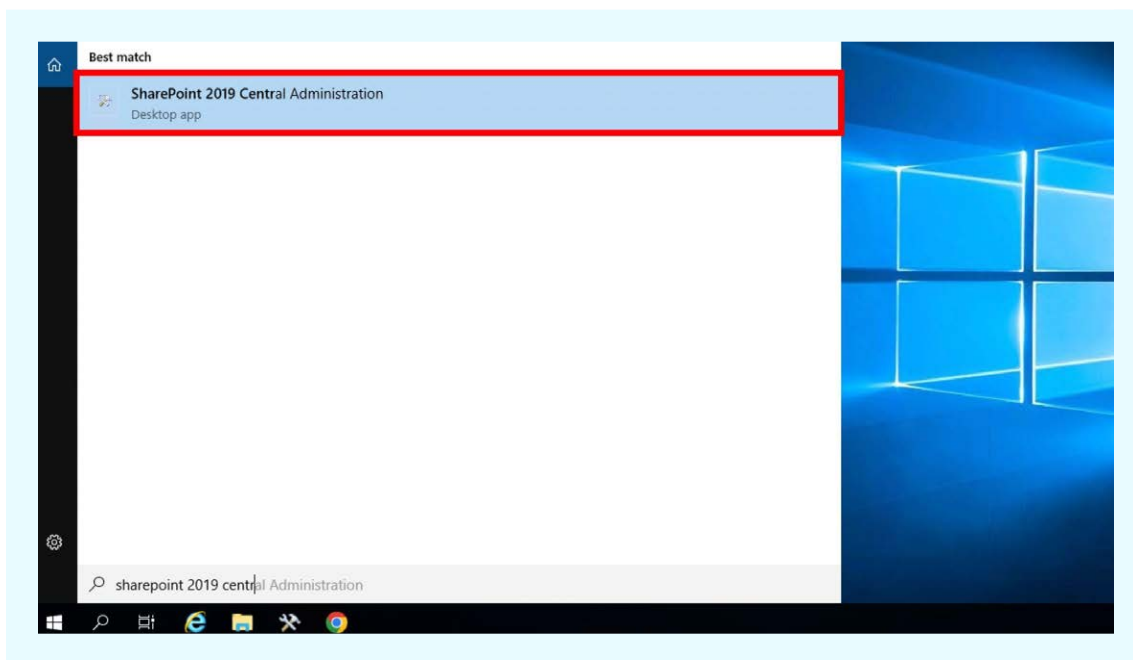 Best match
SharePoint 2019 Central Administration
Desktop app
sharepoint 2019 central Administration